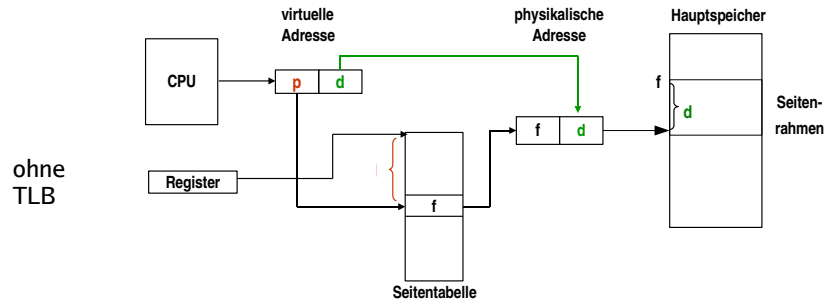 virtuelle
Adresse
physikalische
Adresse
Hauptspeicher
CPU
p d
f
d
Seiten-
rahmen
f d
ohne
TLB
Register
f
Seitentabelle